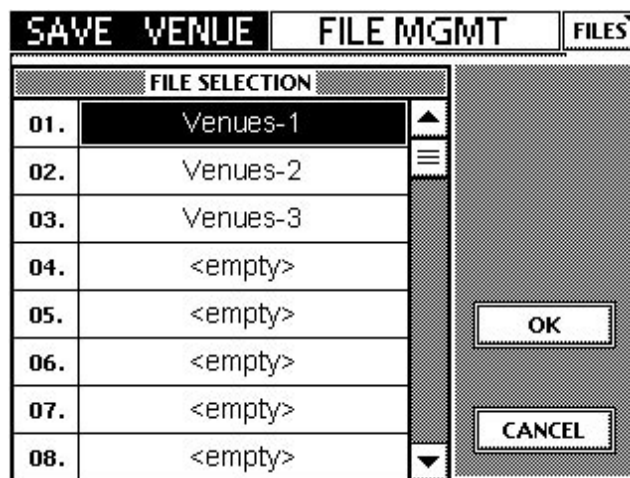 SAVE VENUE FILE MGMT FILES
FILE SELECTION
01. Venues-1
02. Venues-2
03. Venues-3
04. <empty>
05. <empty>
OK
06. <empty>
07. <empty>
CANCEL
08. <empty>